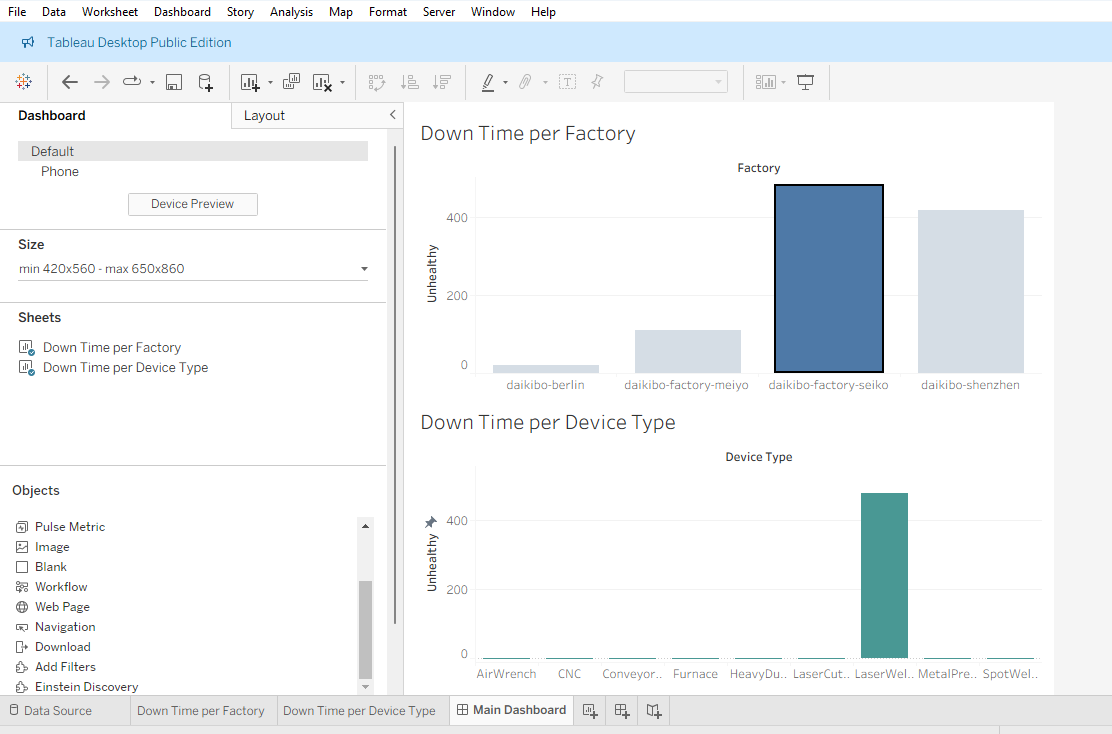 File Data Worksheet Dashboard Story Analysis Map Format Server Window Help
Tableau Desktop Public Edition
Dashboard Layout
Default
Phone
Device Preview
Size
min 420x560 - max 650x860
Sheets
Down Time per Factory
Down Time per Device Type
Objects
Pulse Metric
Image
Blank
Workflow
Web Page
Navigation
Download
Add Filters
Einstein Discovery
Down Time per Factory
Factory
Unhealthy
400
200
0
daikibo-berlin daikibo-factory-meiyo daikibo-factory-seiko daikibo-shenzhen
Down Time per Device Type
Device Type
Unhealthy
400
200
0
AirWrench CNC Conveyor.. Furnace HeavyDu.. LaserCut.. LaserWel.. MetalPre.. SpotWel..
Data Source Down Time per Factory Down Time per Device Type Main Dashboard